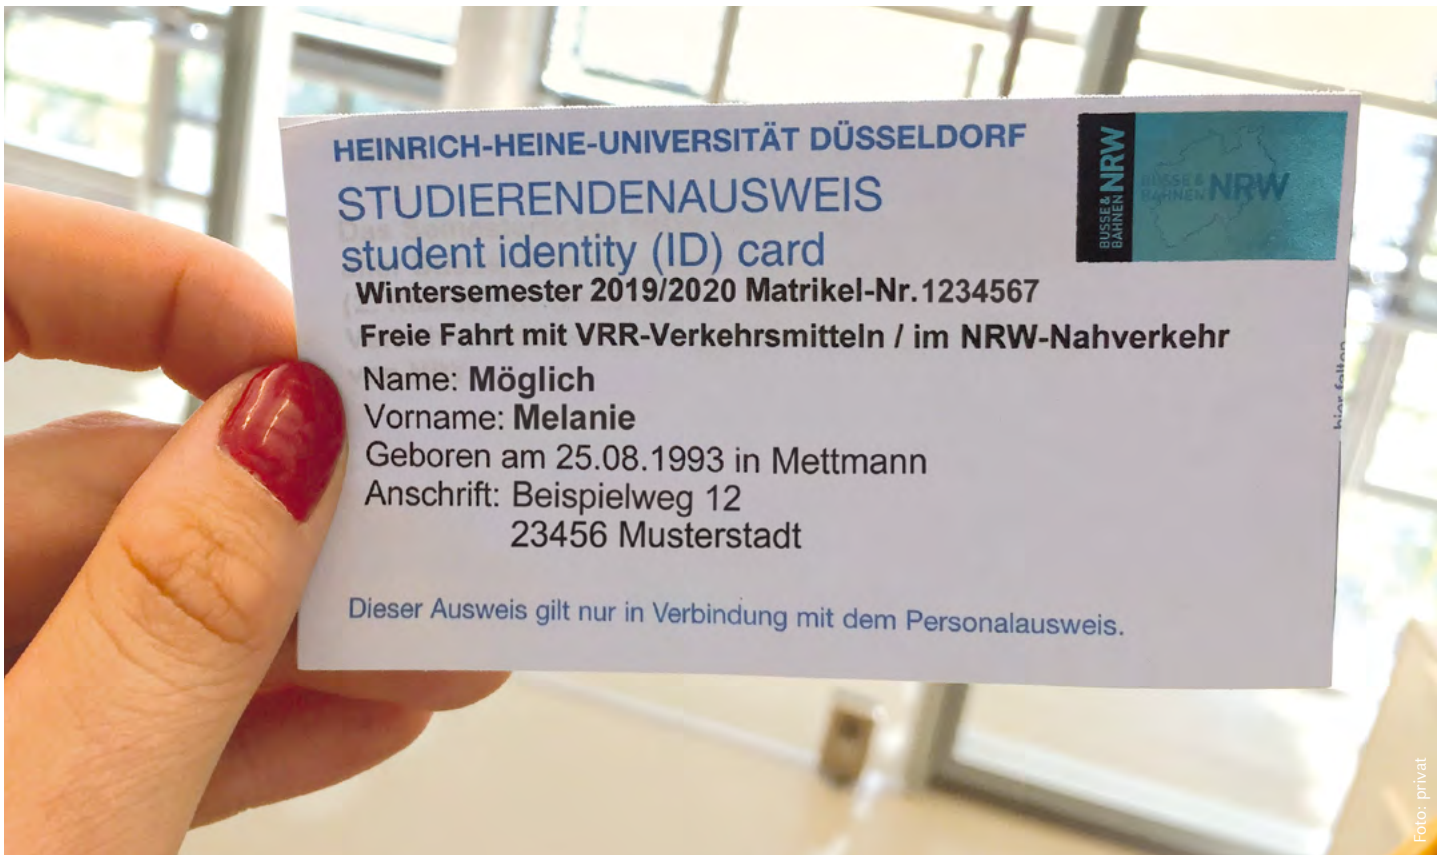 HEINRICH-HEINE-UNIVERSITÄT DÜSSELDORF
STUDIERENDENAUSWEIS
student identity (ID) card
BUSSE & BAHNEN NRW
BUSSE & BAHNEN NRW
Wintersemester 2019/2020 Matrikel-Nr.1234567
Freie Fahrt mit VRR-Verkehrsmitteln / im NRW-Nahverkehr
Name: Möglich
Vorname: Melanie
Geboren am 25.08.1993 in Mettmann
Anschrift: Beispielweg 12
23456 Musterstadt
Dieser Ausweis gilt nur in Verbindung mit dem Personalausweis.
hier falten
Foto: privat